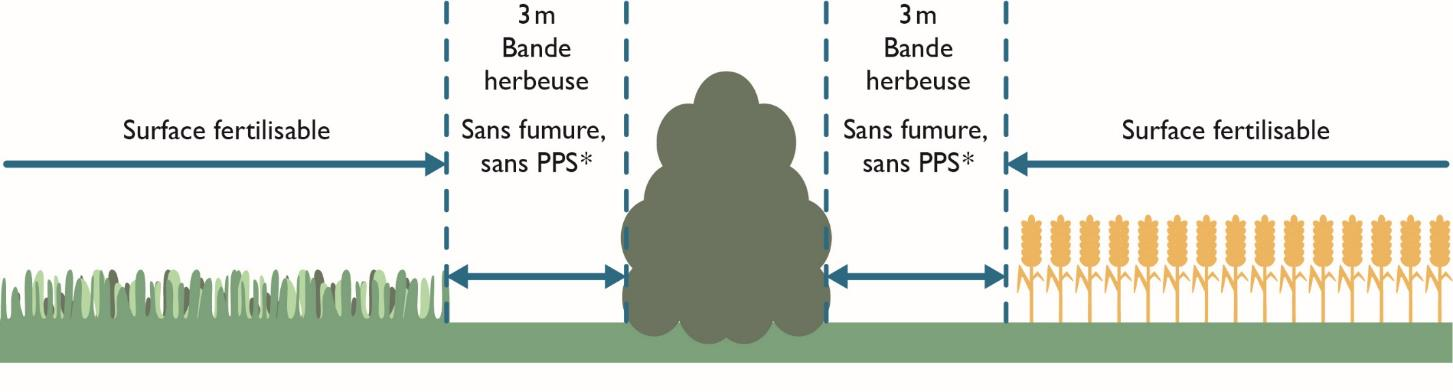 Surface fertilisable
3 m
Bande
herbeuse
Sans fumure,
sans PPS*
3 m
Bande
herbeuse
Sans fumure,
sans PPS*
Surface fertilisable